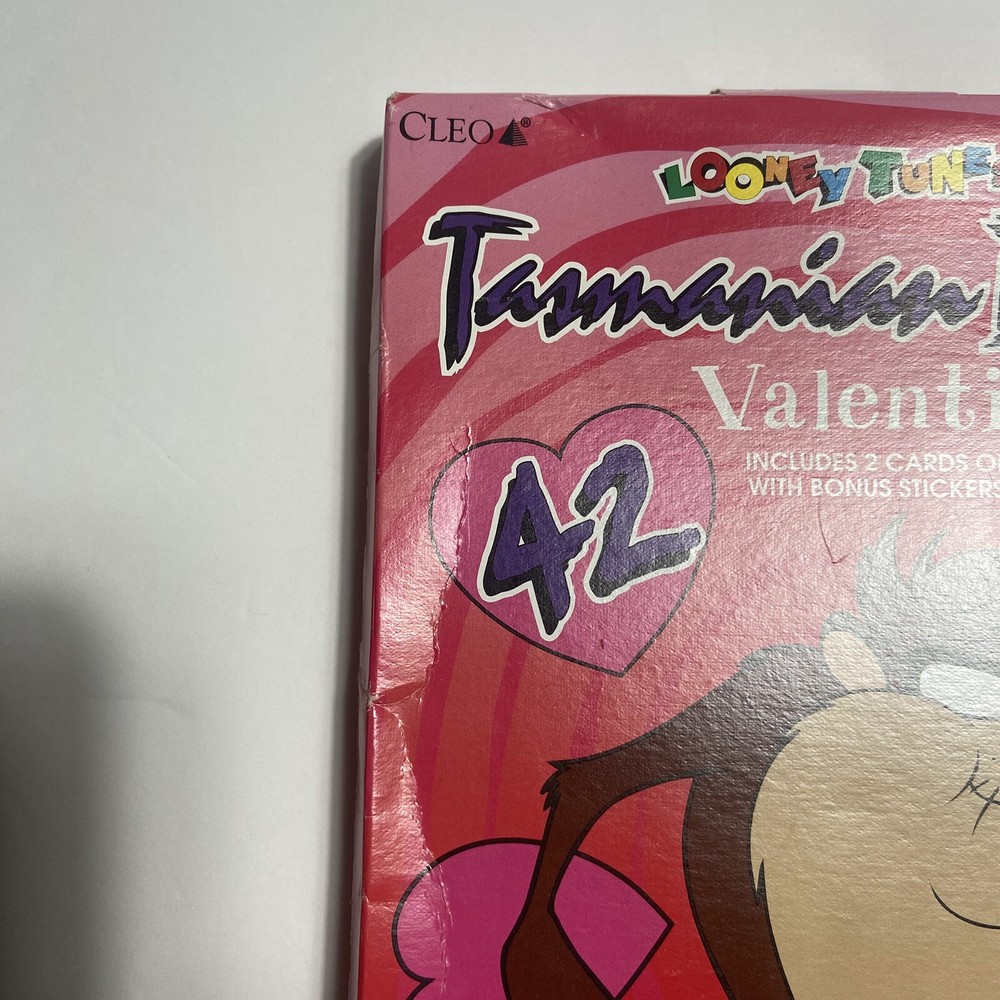 CLEO®
LOONEY TUNES
Tasmanian
Valenti
INCLUDES 2 CARDS O
WITH BONUS STICKERS
42